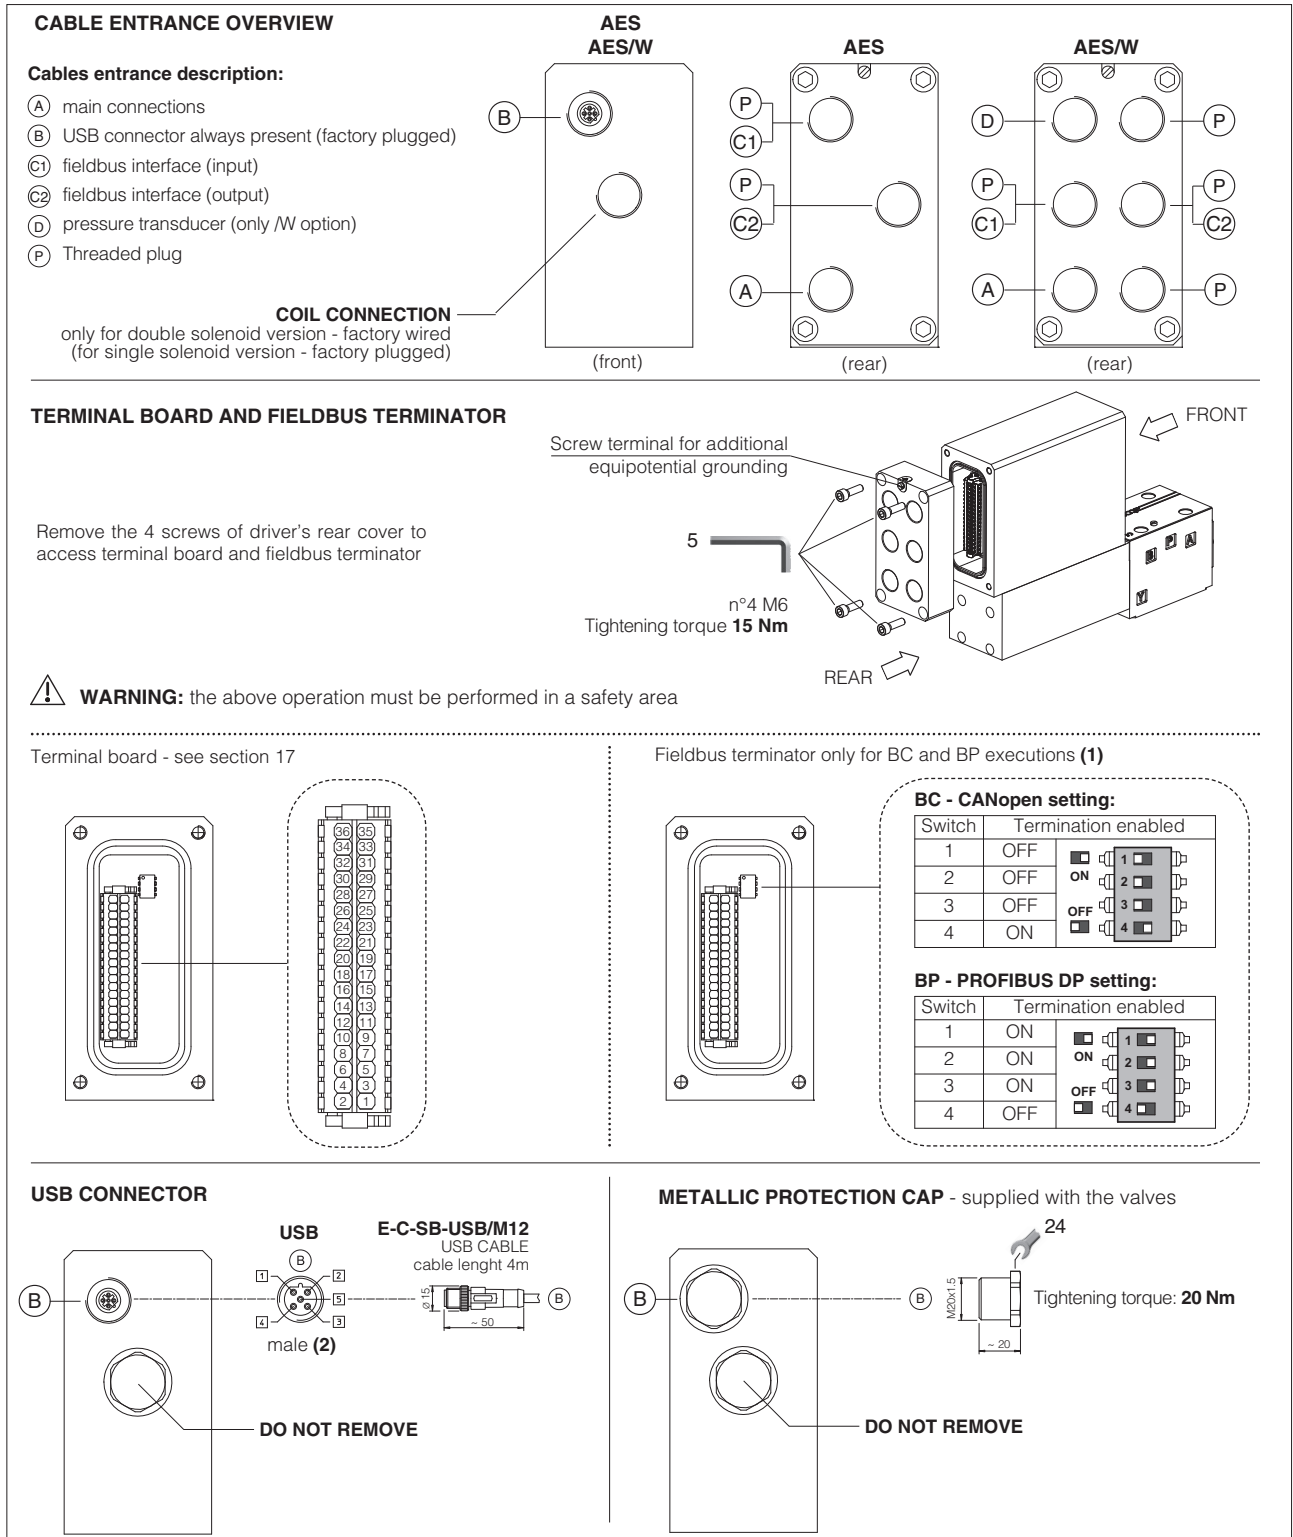 CABLE ENTRANCE OVERVIEW
Cables entrance description:
A main connections
B USB connector always present (factory plugged)
C1 fieldbus interface (input)
C2 fieldbus interface (output)
D pressure transducer (only /W option)
P Threaded plug
COIL CONNECTION
only for double solenoid version - factory wired
(for single solenoid version - factory plugged)
AES
AES/W
B
(front)
AES
P
C1
P
C2
A
(rear)
AES/W
D P
P P
C1 C2
A P
(rear)
TERMINAL BOARD AND FIELDBUS TERMINATOR
Remove the 4 screws of driver's rear cover to
access terminal board and fieldbus terminator
Screw terminal for additional
equipotential grounding
5
n°4 M6
Tightening torque 15 Nm
FRONT
B P A
Y
REAR
WARNING: the above operation must be performed in a safety area
Terminal board - see section 17
36 35
34 33
32 31
30 29
28 27
26 25
24 23
22 21
20 19
18 17
16 15
14 13
12 11
10 9
8 7
6 5
4 3
2 1
Fieldbus terminator only for BC and BP executions (1)
BC - CANopen setting:
Switch Termination enabled
1 OFF
2 OFF
3 OFF
4 ON
ON
OFF
1
2
3
4
BP - PROFIBUS DP setting:
Switch Termination enabled
1 ON
2 ON
3 ON
4 OFF
ON
OFF
1
2
3
4
USB CONNECTOR
B
USB
B
1 2
5
4 3
male (2)
E-C-SB-USB/M12
USB CABLE
cable lenght 4m
ø 15
~ 50
B
DO NOT REMOVE
METALLIC PROTECTION CAP - supplied with the valves
B
B
24
M20x1.5
~ 20
Tightening torque: 20 Nm
DO NOT REMOVE